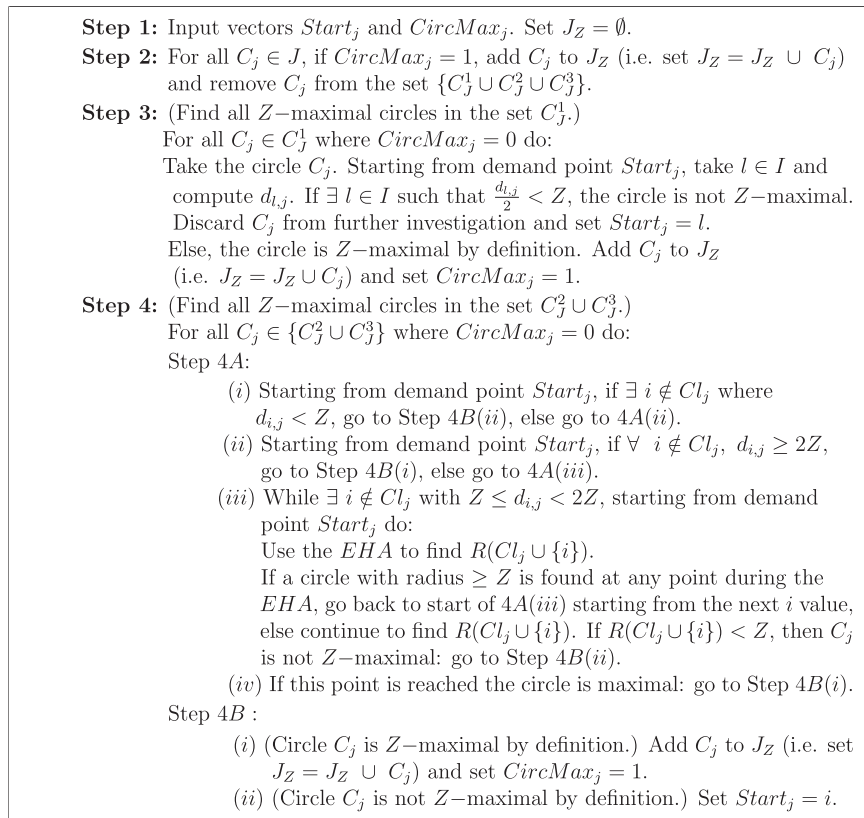 Step 1: Input vectors Start_j and CircMax_j. Set J_Z = ∅.
Step 2: For all C_j ∈ J, if CircMax_j = 1, add C_j to J_Z (i.e. set J_Z = J_Z ∪ C_j)
and remove C_j from the set {C_J^1 ∪ C_J^2 ∪ C_J^3}.
Step 3: (Find all Z−maximal circles in the set C_J^1.)
For all C_j ∈ C_J^1 where CircMax_j = 0 do:
Take the circle C_j. Starting from demand point Start_j, take l ∈ I and
compute d_{l,j}. If ∃ l ∈ I such that \frac{d_{l,j}}{2} < Z, the circle is not Z−maximal.
Discard C_j from further investigation and set Start_j = l.
Else, the circle is Z−maximal by definition. Add C_j to J_Z
(i.e. J_Z = J_Z ∪ C_j) and set CircMax_j = 1.
Step 4: (Find all Z−maximal circles in the set C_J^2 ∪ C_J^3.)
For all C_j ∈ {C_J^2 ∪ C_J^3} where CircMax_j = 0 do:
Step 4A:
(i) Starting from demand point Start_j, if ∃ i ∉ Cl_j where
d_{i,j} < Z, go to Step 4B(ii), else go to 4A(ii).
(ii) Starting from demand point Start_j, if ∀ i ∉ Cl_j, d_{i,j} ≥ 2Z,
go to Step 4B(i), else go to 4A(iii).
(iii) While ∃ i ∉ Cl_j with Z ≤ d_{i,j} < 2Z, starting from demand
point Start_j do:
Use the EHA to find R(Cl_j ∪ {i}).
If a circle with radius ≥ Z is found at any point during the
EHA, go back to start of 4A(iii) starting from the next i value,
else continue to find R(Cl_j ∪ {i}). If R(Cl_j ∪ {i}) < Z, then C_j
is not Z−maximal: go to Step 4B(ii).
(iv) If this point is reached the circle is maximal: go to Step 4B(i).
Step 4B :
(i) (Circle C_j is Z−maximal by definition.) Add C_j to J_Z (i.e. set
J_Z = J_Z ∪ C_j) and set CircMax_j = 1.
(ii) (Circle C_j is not Z−maximal by definition.) Set Start_j = i.